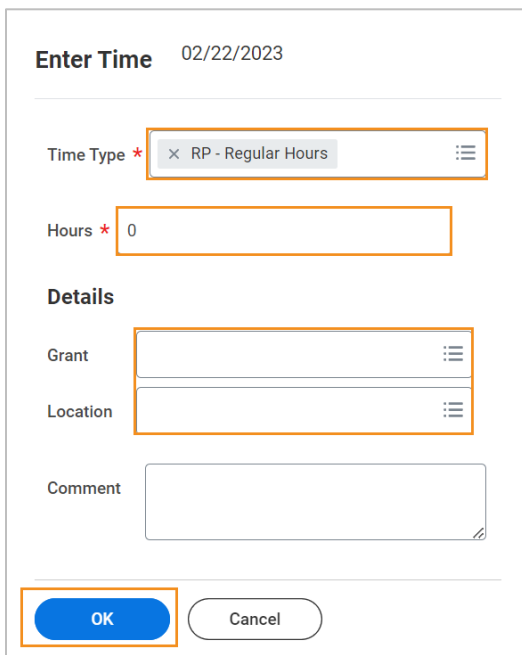 Enter Time 02/22/2023
Time Type * × RP - Regular Hours
Hours * 0
Details
Grant
Location
Comment
OK Cancel